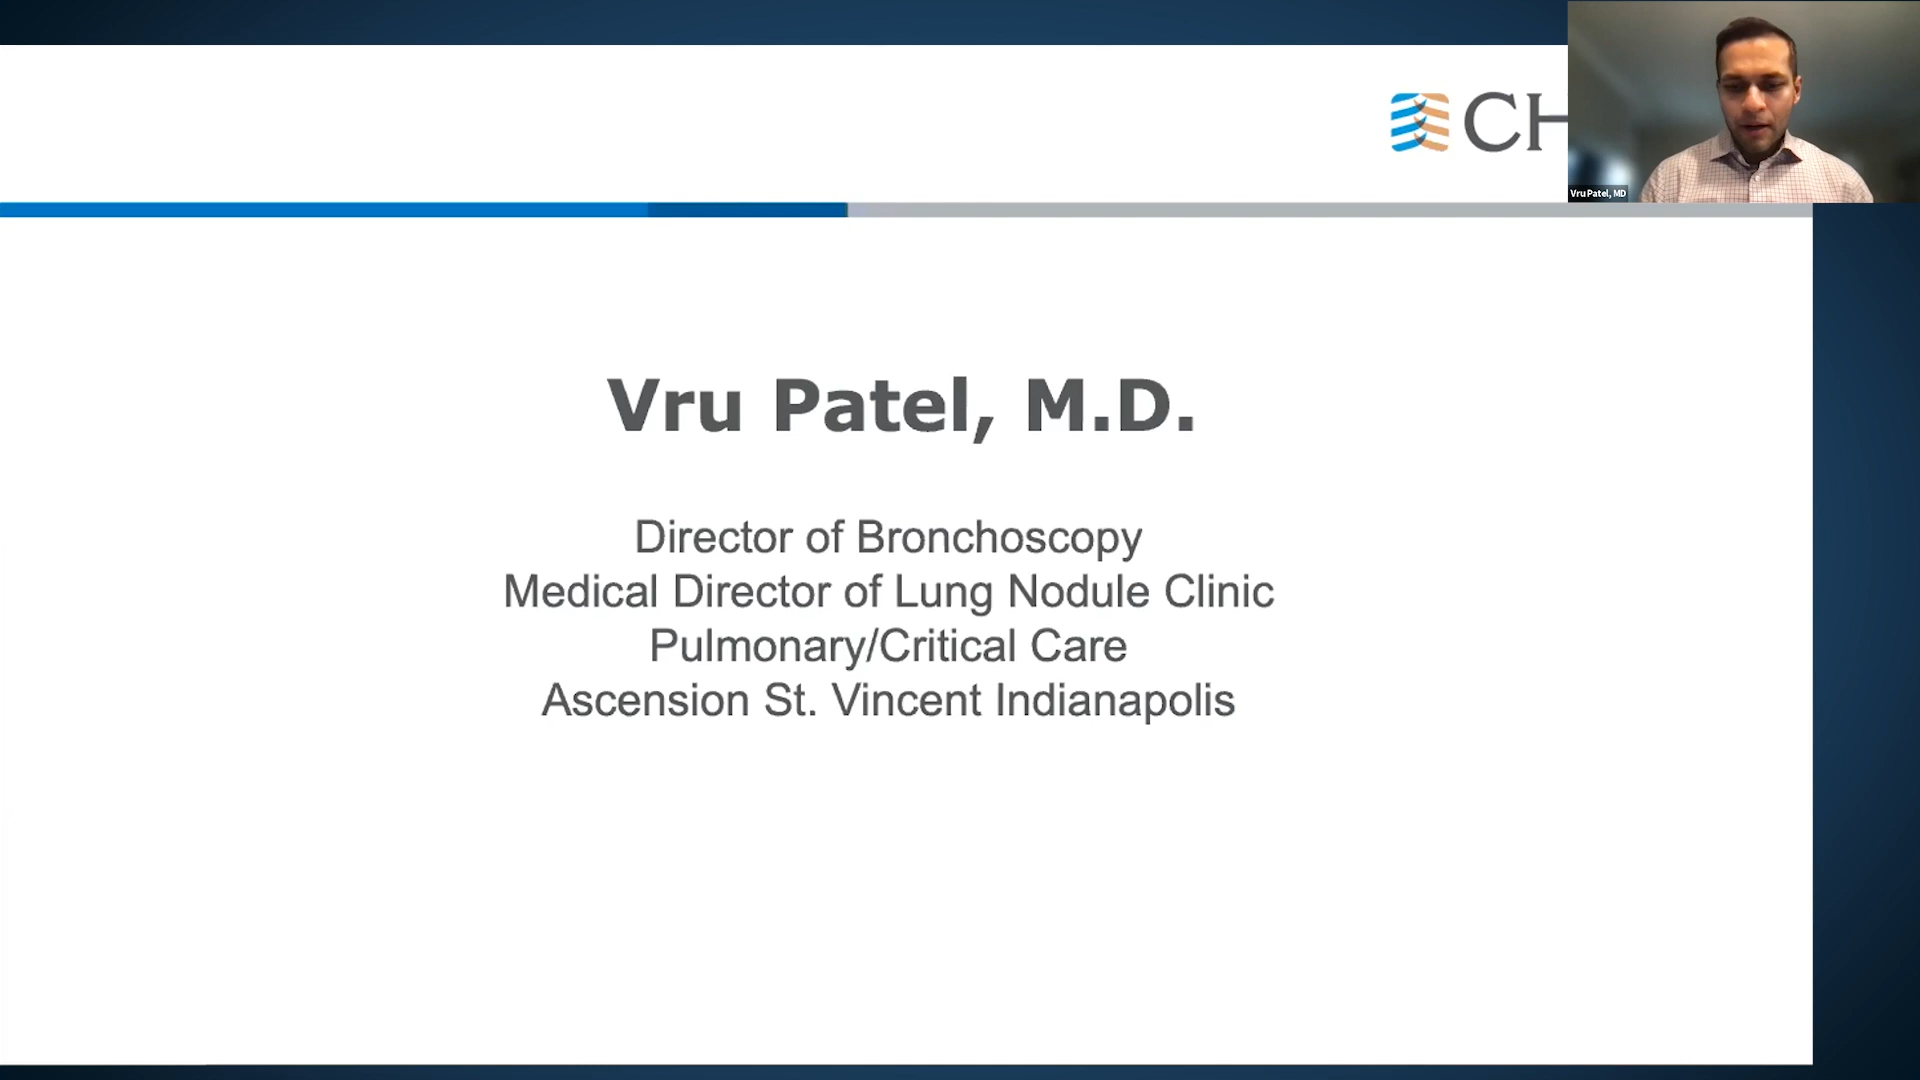 CH
Vru Patel, MD
Vru Patel, M.D.
Director of Bronchoscopy
Medical Director of Lung Nodule Clinic
Pulmonary/Critical Care
Ascension St. Vincent Indianapolis